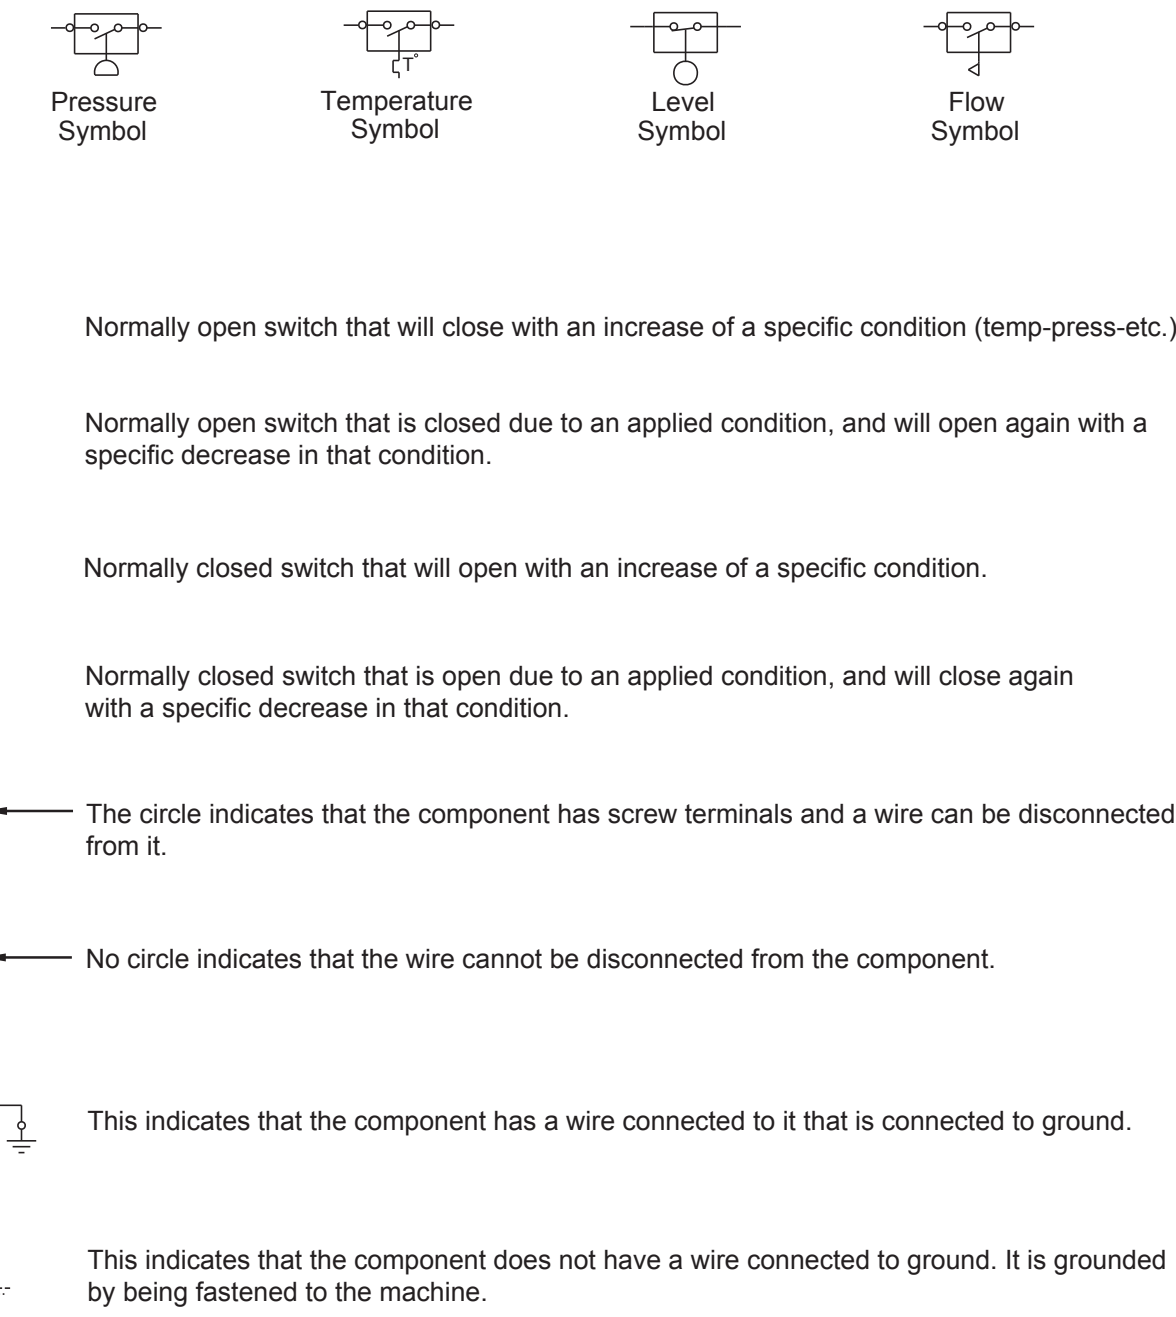 T°
Pressure
Symbol
Temperature
Symbol
Level
Symbol
Flow
Symbol
Normally open switch that will close with an increase of a specific condition (temp-press-etc.)
Normally open switch that is closed due to an applied condition, and will open again with a
specific decrease in that condition.
Normally closed switch that will open with an increase of a specific condition.
Normally closed switch that is open due to an applied condition, and will close again
with a specific decrease in that condition.
The circle indicates that the component has screw terminals and a wire can be disconnected
from it.
No circle indicates that the wire cannot be disconnected from the component.
This indicates that the component has a wire connected to it that is connected to ground.
This indicates that the component does not have a wire connected to ground. It is grounded
by being fastened to the machine.